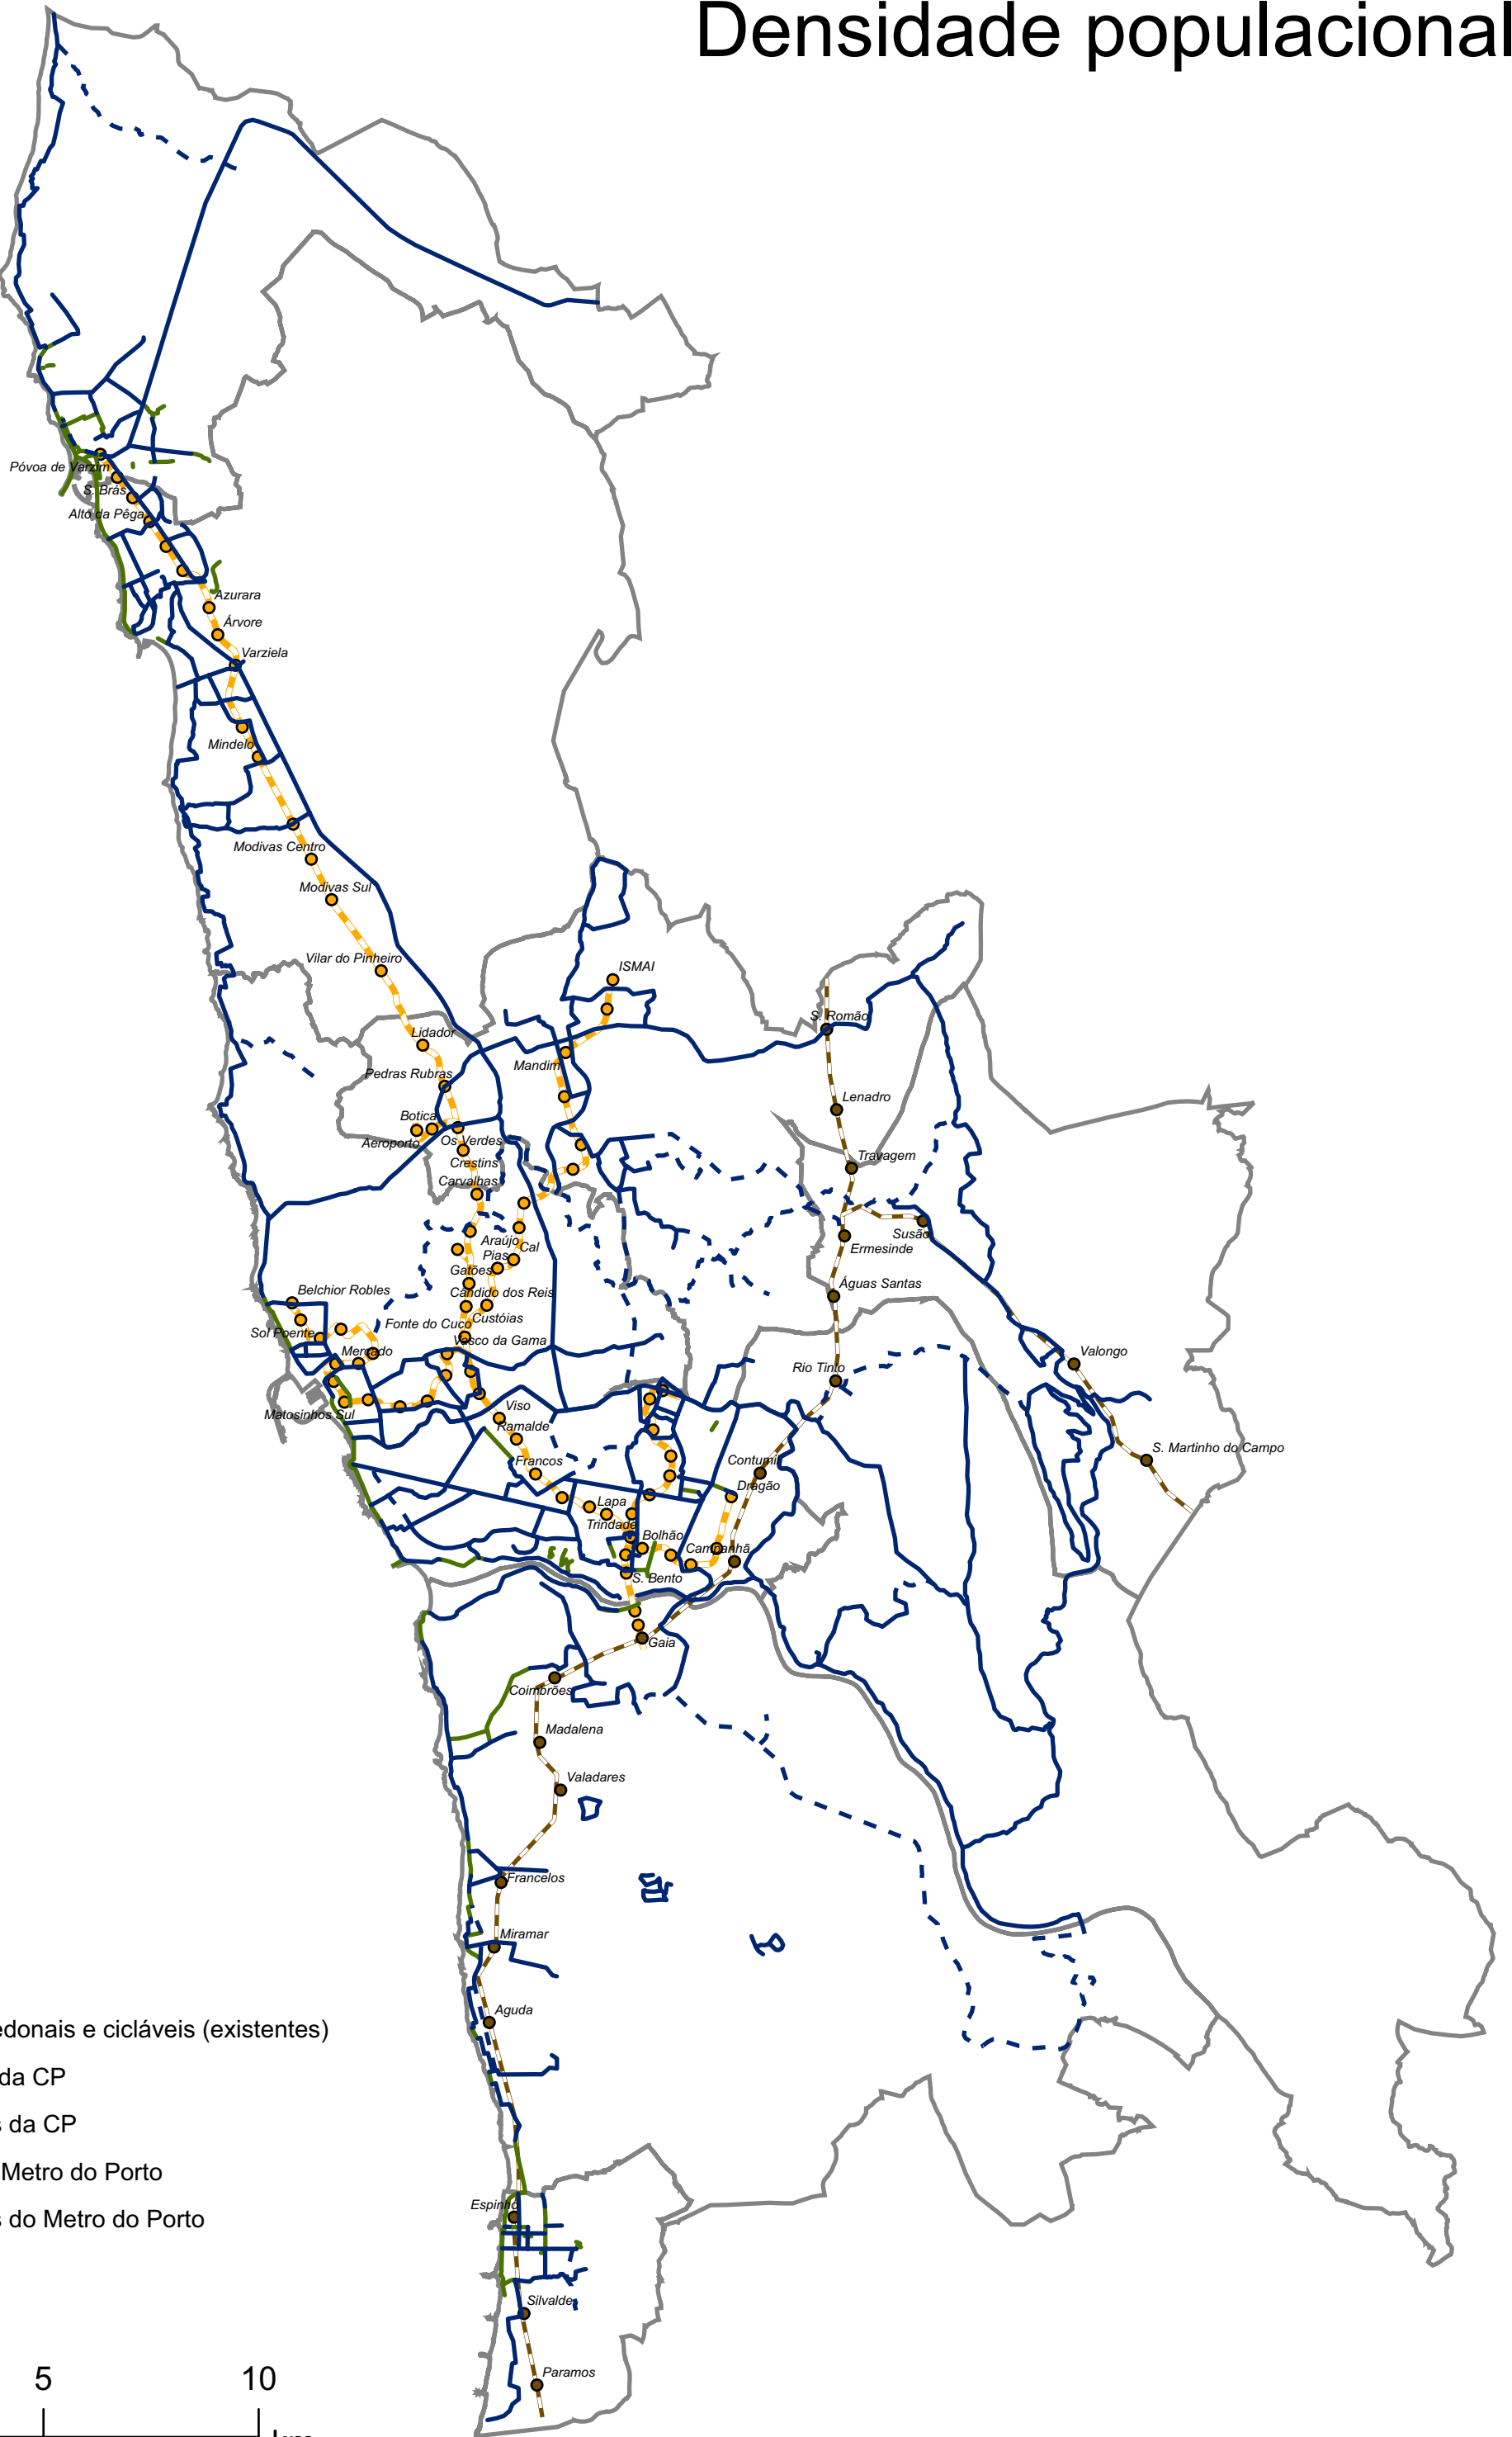 Densidade populacional
Póvoa de Varzim
S. Brás
Alto da Pêga
Azurara
Árvore
Varziela
Mindelo
Modivas Centro
Modivas Sul
Vilar do Pinheiro
ISMAI
Lidador
S. Romão
Mandim
Pedras Rubras
Lenadro
Botica
Aeroporto
Os Verdes
Crestins
Travagem
Carvalhas
Susão
Araújo
Cal
Ermesinde
Pias
Gatões
Águas Santas
Belchior Robles
Cândido dos Reis
Custóias
Fonte do Cuco
Sol Poente
Vasco da Gama
Mercado
Valongo
Rio Tinto
Viso
Matosinhos Sul
Ramalde
S. Martinho do Campo
Francos
Contumil
Dragão
Lapa
Trindade
Bolhão
Campanhã
S. Bento
Gaia
Coimbrões
Madalena
Valadares
Francelos
Miramar
Aguda
edonais e cicláveis (existentes)
da CP
s da CP
Metro do Porto
s do Metro do Porto
Espinho
Silvalde
Paramos
5 10